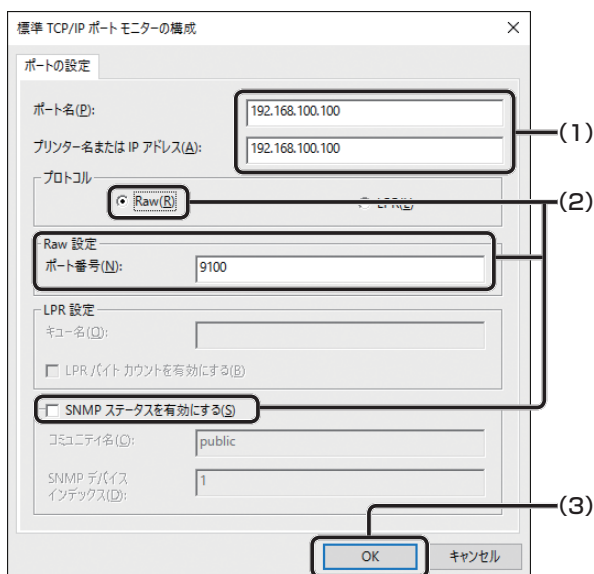 標準 TCP/IP ポート モニターの構成
ポートの設定
ポート名(P): 192.168.100.100
(1)
プリンター名または IP アドレス(A): 192.168.100.100
プロトコル
(2)
Raw(R) LPR(L)
Raw 設定
ポート番号(N): 9100
LPR 設定
キュー名(Q):
LPR バイト カウントを有効にする(B)
SNMP ステータスを有効にする(S)
コミュニティ名(C): public
SNMP デバイス
インデックス(D): 1
(3)
OK キャンセル